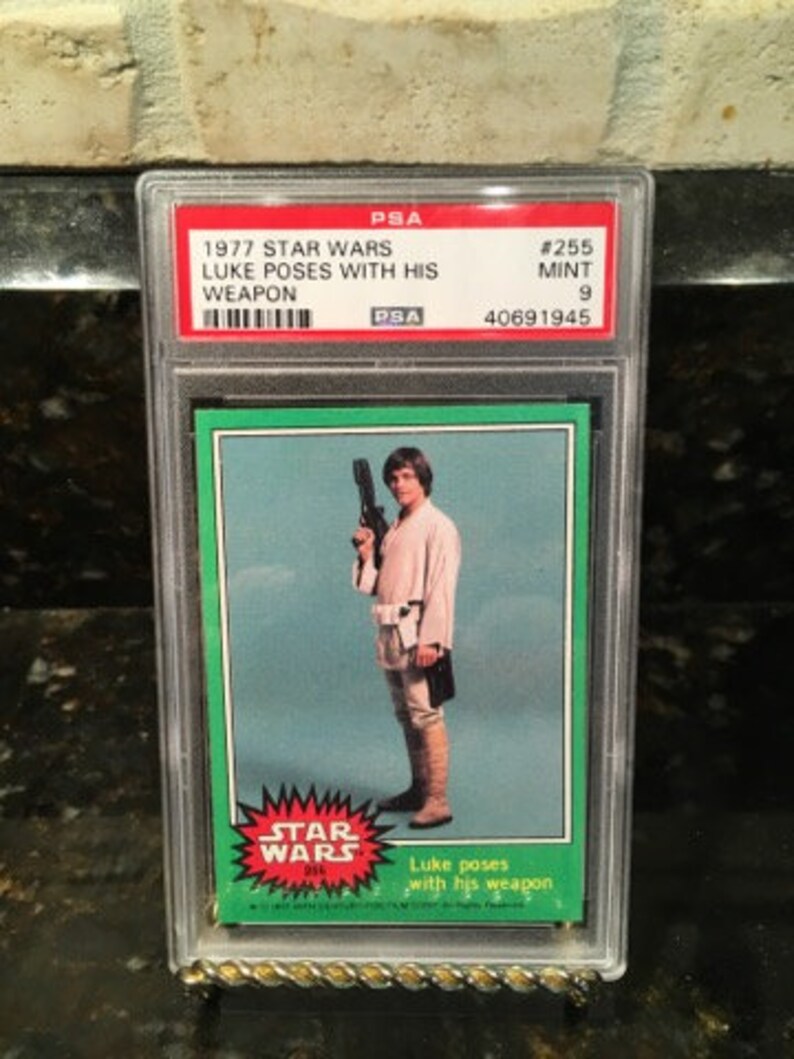 PSA
1977 STAR WARS #255
LUKE POSES WITH HIS MINT
WEAPON 9
PSA 40691945
STAR
WARS
Luke poses
with his weapon